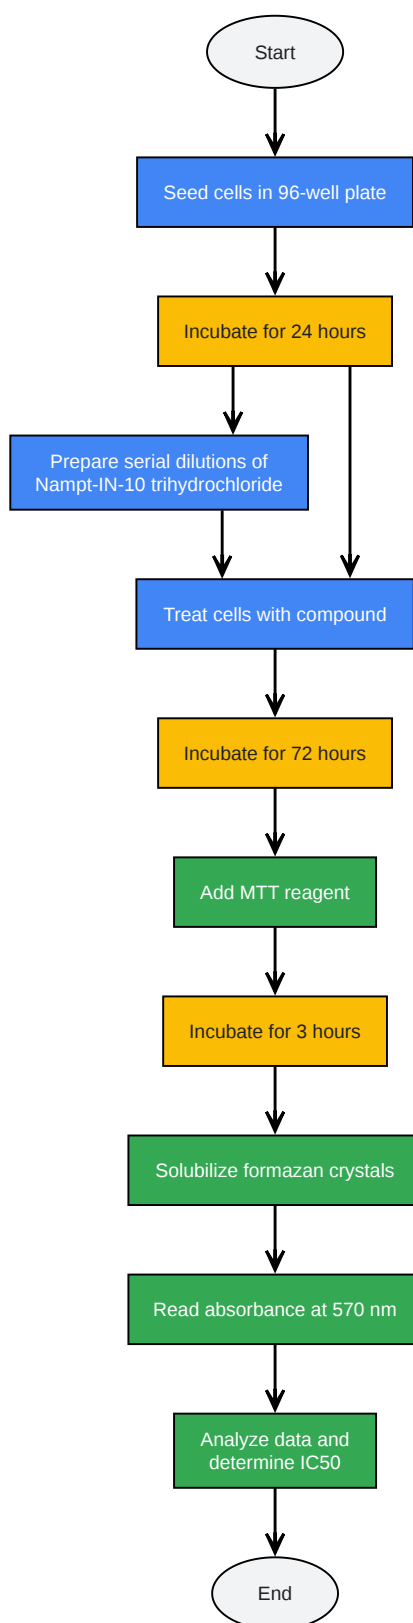 Start
Seed cells in 96-well plate
Incubate for 24 hours
Prepare serial dilutions of
Nampt-IN-10 trihydrochloride
Treat cells with compound
Incubate for 72 hours
Add MTT reagent
Incubate for 3 hours
Solubilize formazan crystals
Read absorbance at 570 nm
Analyze data and
determine IC50
End